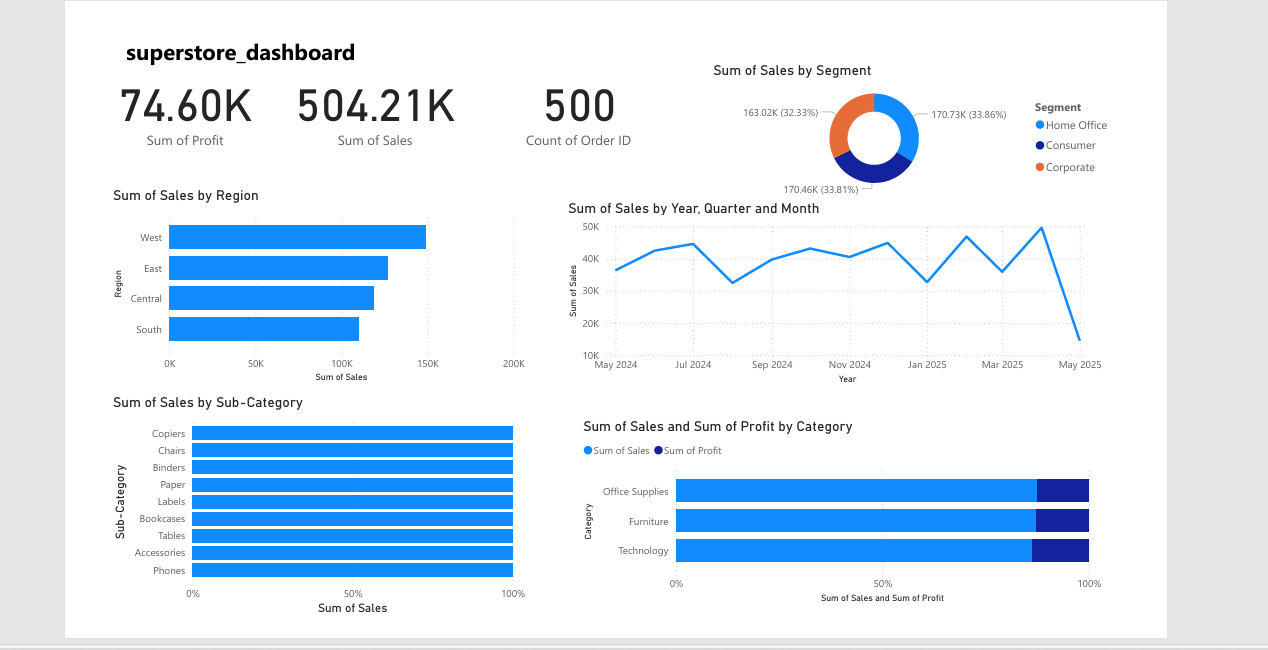 superstore_dashboard
74.60K
Sum of Profit
504.21K
Sum of Sales
500
Count of Order ID
Sum of Sales by Segment
163.02K (32.33%)
170.73K (33.86%)
170.46K (33.81%)
Segment
Home Office
Consumer
Corporate
Sum of Sales by Region
Region
West
East
Central
South
0K 50K 100K 150K 200K
Sum of Sales
Sum of Sales by Year, Quarter and Month
Sum of Sales
50K
40K
30K
20K
10K
May 2024 Jul 2024 Sep 2024 Nov 2024 Jan 2025 Mar 2025 May 2025
Year
Sum of Sales by Sub-Category
Sub-Category
Copiers
Chairs
Binders
Paper
Labels
Bookcases
Tables
Accessories
Phones
0% 50% 100%
Sum of Sales
Sum of Sales and Sum of Profit by Category
Sum of Sales Sum of Profit
Category
Office Supplies
Furniture
Technology
0% 50% 100%
Sum of Sales and Sum of Profit